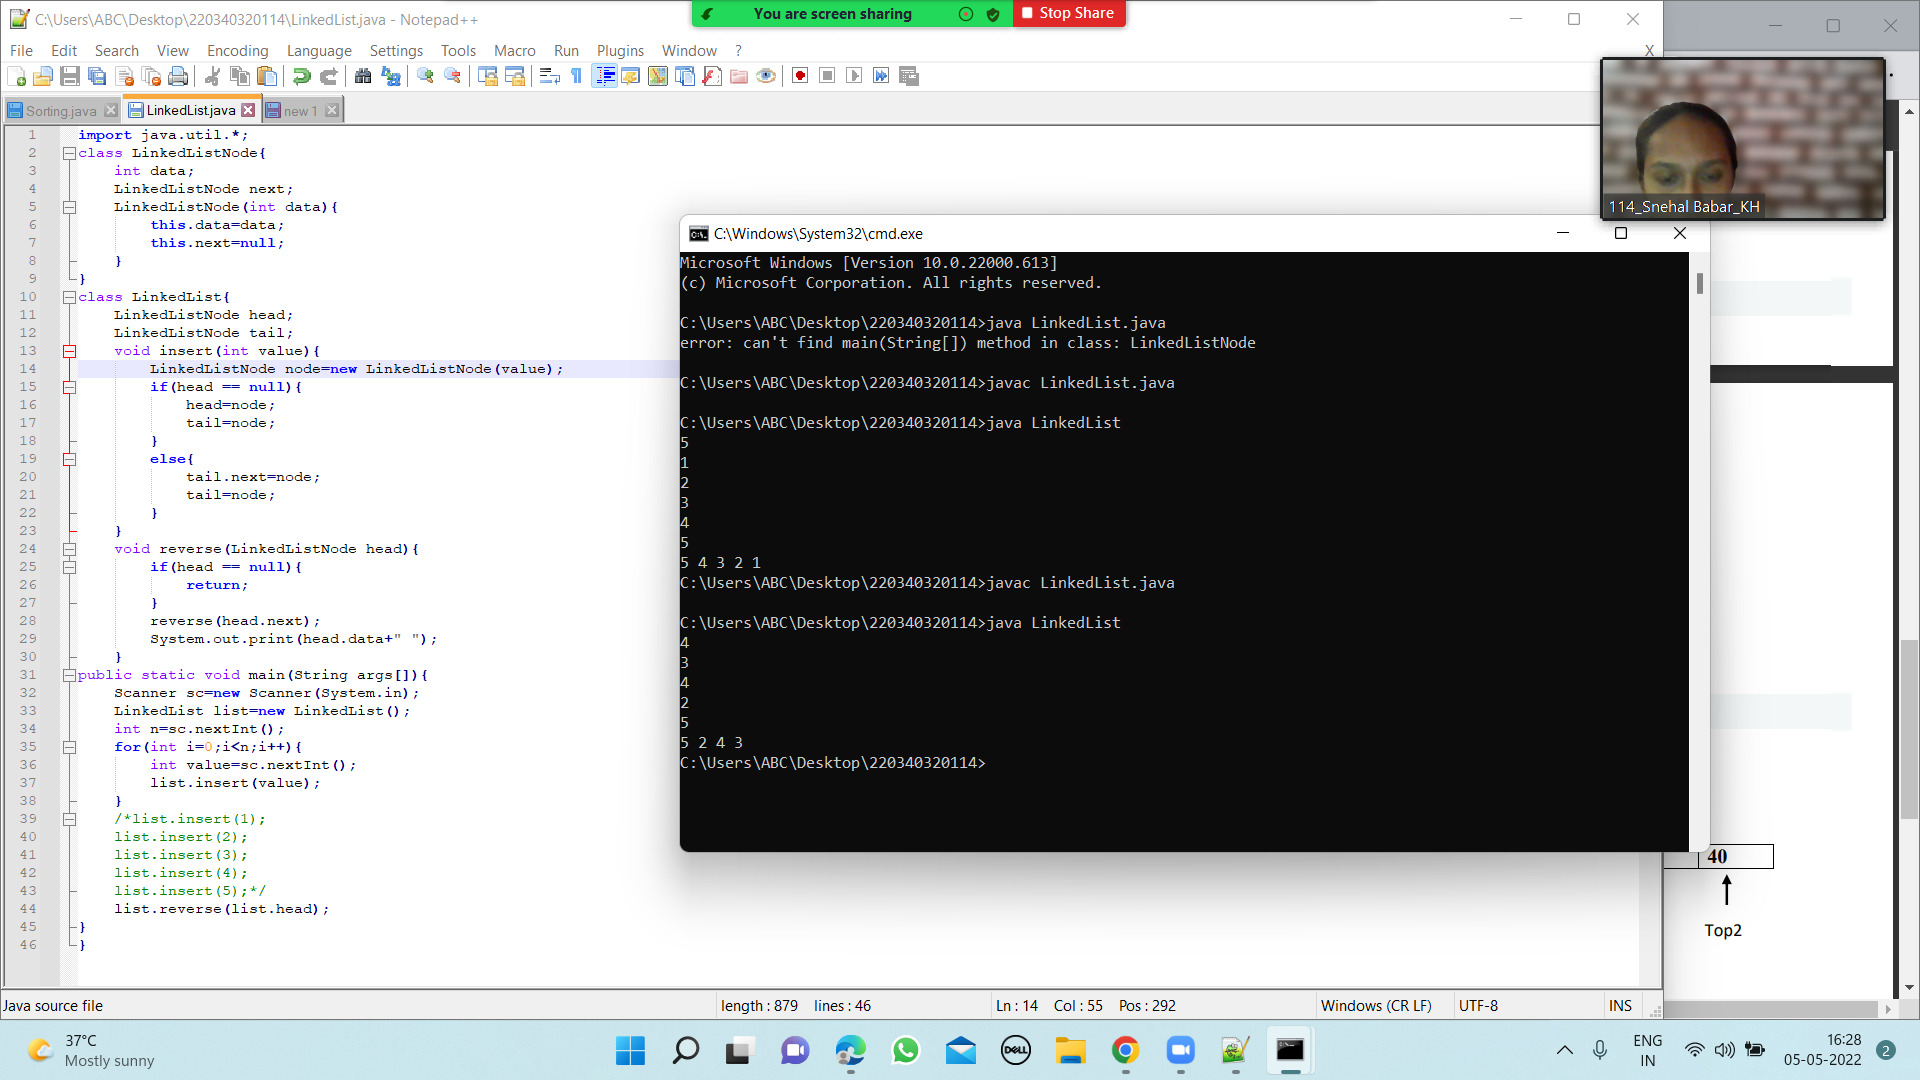 C:\Users\ABC\Desktop\220340320114\LinkedList.java - Notepad++
You are screen sharing
Stop Share
File Edit Search View Encoding Language Settings Tools Macro Run Plugins Window ?
X
Sorting.java LinkedList.java new 1
1 import java.util.*;
2 class LinkedListNode{
3 int data;
4 LinkedListNode next;
5 LinkedListNode(int data){
6 this.data=data;
7 this.next=null;
8 }
9 }
10 class LinkedList{
11 LinkedListNode head;
12 LinkedListNode tail;
13 void insert(int value){
14 LinkedListNode node=new LinkedListNode(value);
15 if(head == null){
16 head=node;
17 tail=node;
18 }
19 else{
20 tail.next=node;
21 tail=node;
22 }
23 }
24 void reverse(LinkedListNode head){
25 if(head == null){
26 return;
27 }
28 reverse(head.next);
29 System.out.print(head.data+" ");
30 }
31 public static void main(String args[]){
32 Scanner sc=new Scanner(System.in);
33 LinkedList list=new LinkedList();
34 int n=sc.nextInt();
35 for(int i=0;i<n;i++){
36 int value=sc.nextInt();
37 list.insert(value);
38 }
39 /*list.insert(1);
40 list.insert(2);
41 list.insert(3);
42 list.insert(4);
43 list.insert(5);*/
44 list.reverse(list.head);
45 }
46 }
114_Snehal Babar_KH
C:\Windows\System32\cmd.exe
Microsoft Windows [Version 10.0.22000.613]
(c) Microsoft Corporation. All rights reserved.
C:\Users\ABC\Desktop\220340320114>java LinkedList.java
error: can't find main(String[]) method in class: LinkedListNode
C:\Users\ABC\Desktop\220340320114>javac LinkedList.java
C:\Users\ABC\Desktop\220340320114>java LinkedList
5
1
2
3
4
5
5 4 3 2 1
C:\Users\ABC\Desktop\220340320114>javac LinkedList.java
C:\Users\ABC\Desktop\220340320114>java LinkedList
4
3
4
2
5
5 2 4 3
C:\Users\ABC\Desktop\220340320114>
40
Top2
Java source file length : 879 lines : 46 Ln : 14 Col : 55 Pos : 292 Windows (CR LF) UTF-8 INS
37°C
Mostly sunny
DELL
ENG
IN
16:28
05-05-2022
2